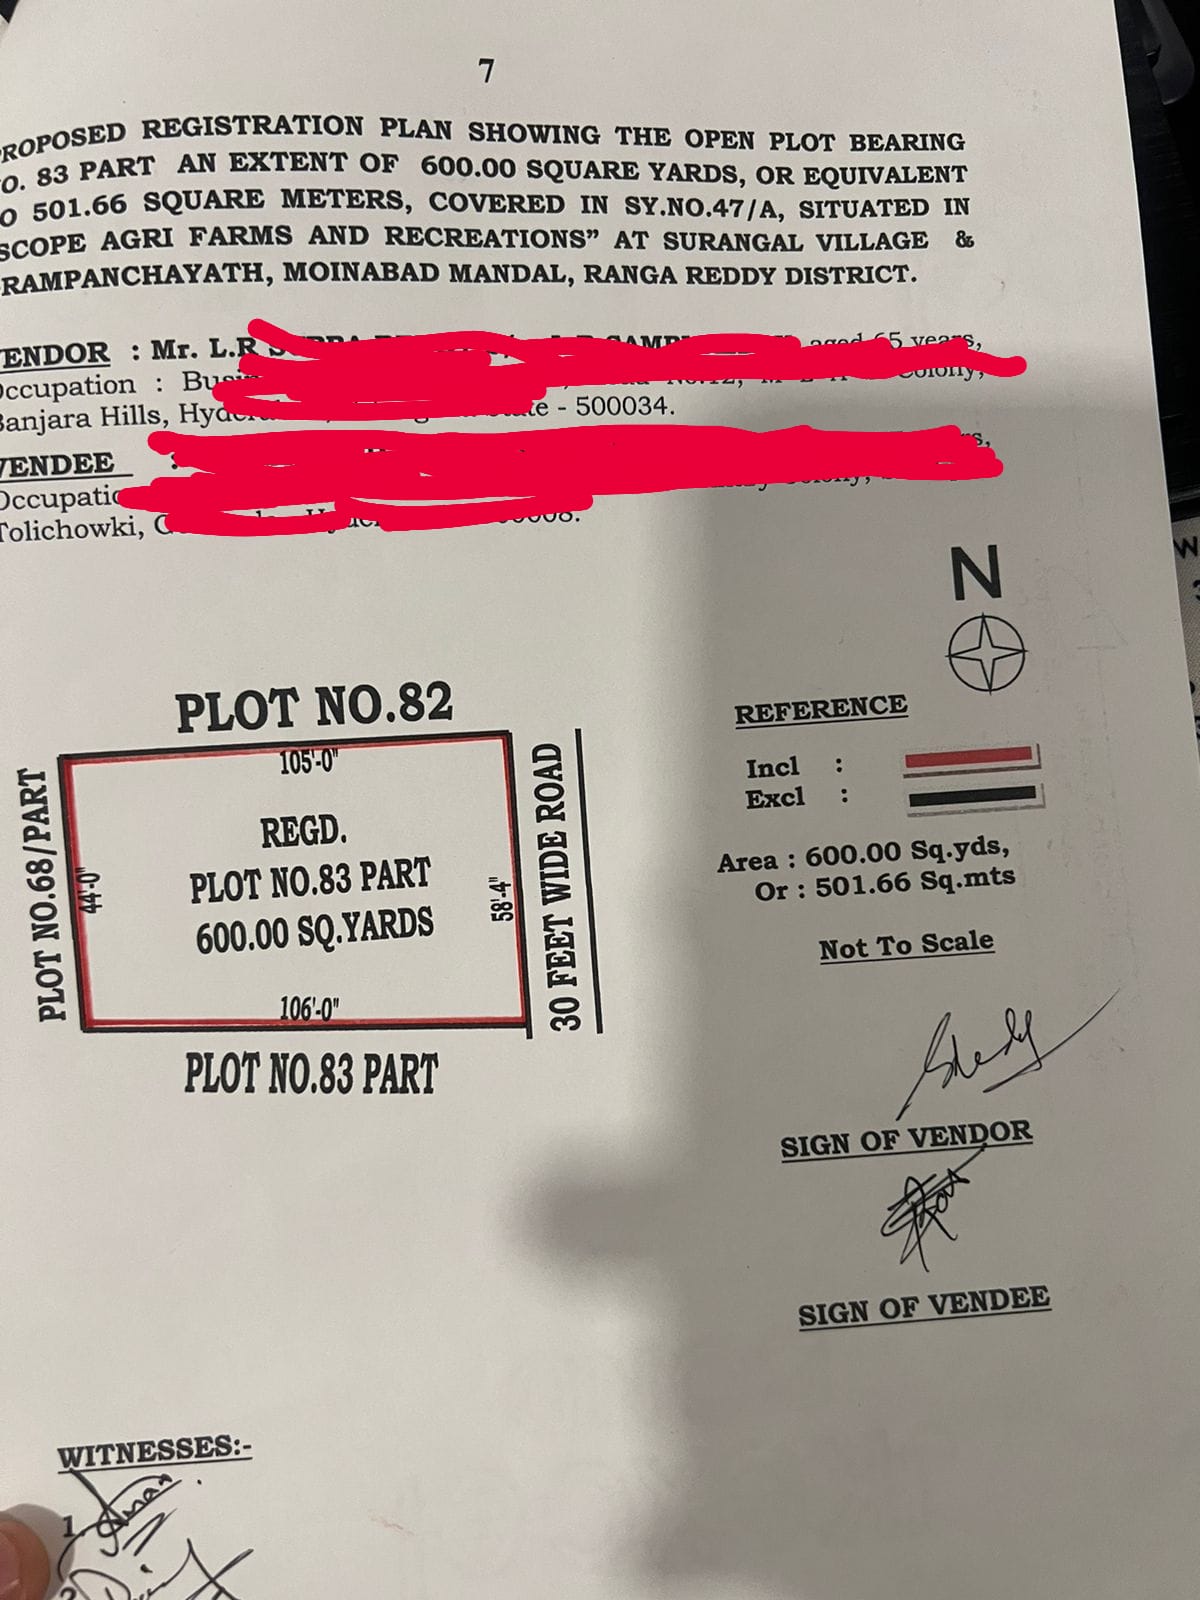 7
ROPOSED REGISTRATION PLAN SHOWING THE OPEN PLOT BEARING
O. 83 PART AN EXTENT OF 600.00 SQUARE YARDS, OR EQUIVALENT
O 501.66 SQUARE METERS, COVERED IN SY.NO.47/A, SITUATED IN
SCOPE AGRI FARMS AND RECREATIONS" AT SURANGAL VILLAGE &
RAMPANCHAYATH, MOINABAD MANDAL, RANGA REDDY DISTRICT.
ENDOR : Mr. L.R aged 65 years,
Occupation : Colony,
Banjara Hills, - 500034.
VENDEE :
Tolichowki,
N
PLOT NO.82
105'-0"
PLOT NO.68/PART
44'-0"
REGD.
PLOT NO.83 PART
600.00 SQ.YARDS
58'-4"
30 FEET WIDE ROAD
106'-0"
PLOT NO.83 PART
REFERENCE
Incl :
Excl :
Area : 600.00 Sq.yds,
Or : 501.66 Sq.mts
Not To Scale
SIGN OF VENDOR
SIGN OF VENDEE
WITNESSES:-
1.